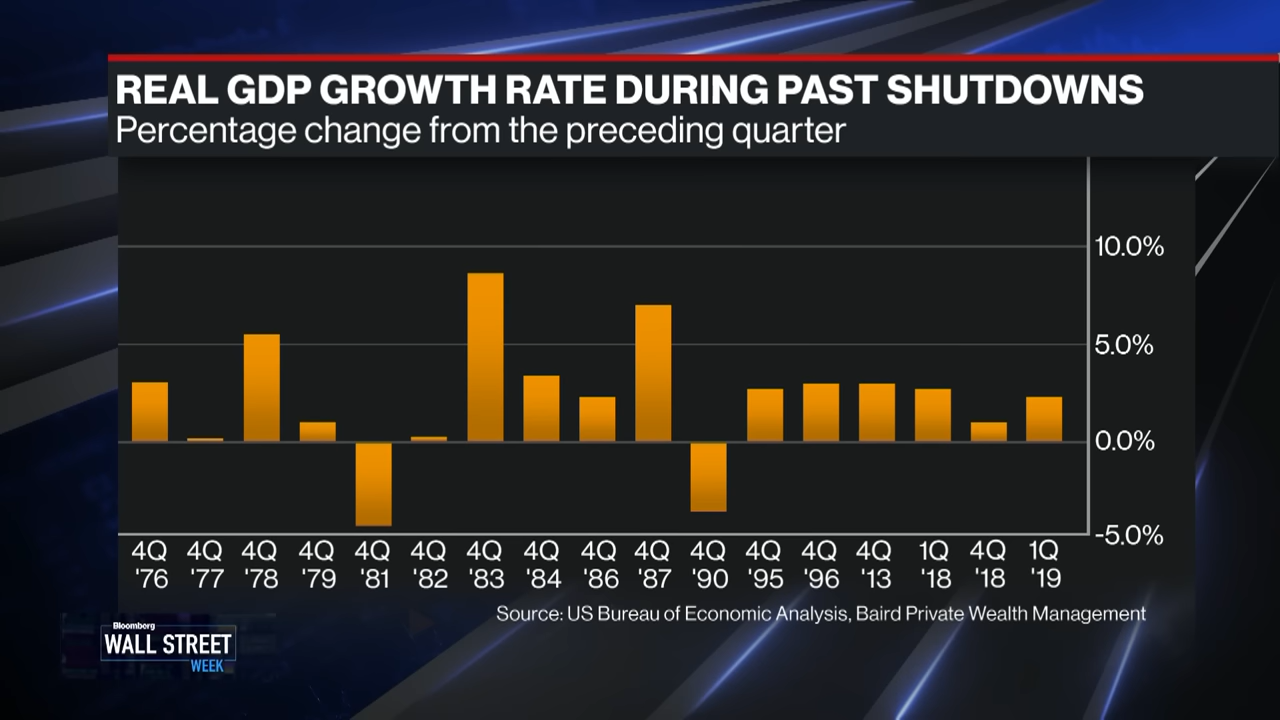 REAL GDP GROWTH RATE DURING PAST SHUTDOWNS
Percentage change from the preceding quarter
10.0%
5.0%
0.0%
-5.0%
4Q 4Q 4Q 4Q 4Q 4Q 4Q 4Q 4Q 4Q 4Q 4Q 4Q 4Q 1Q 4Q 1Q
'76 '77 '78 '79 '81 '82 '83 '84 '86 '87 '90 '95 '96 '13 '18 '18 '19
Source: US Bureau of Economic Analysis, Baird Private Wealth Management
Bloomberg
WALL STREET
WEEK